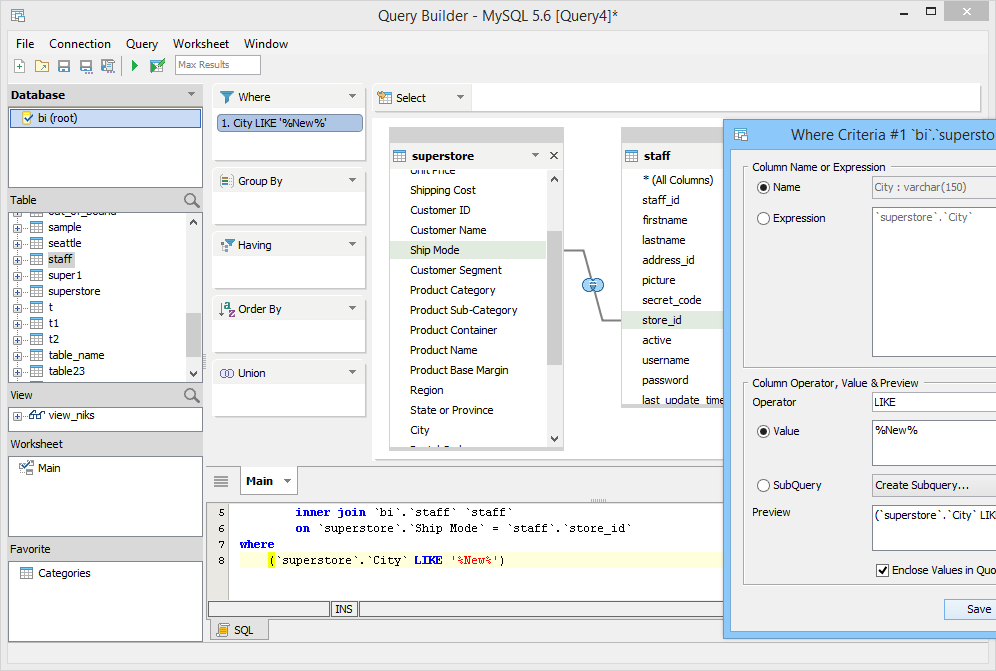 Query Builder - MySQL 5.6 [Query4]*
File Connection Query Worksheet Window
Max Results
Database
bi (root)
Table
out_of_bound
sample
seattle
staff
super1
superstore
t
t1
t2
table_name
table23
View
view_niks
Worksheet
Main
Favorite
Categories
Where
1. City LIKE '%New%'
Group By
Having
Order By
Union
Select
superstore
Unit Price
Shipping Cost
Customer ID
Customer Name
Ship Mode
Customer Segment
Product Category
Product Sub-Category
Product Container
Product Name
Product Base Margin
Region
State or Province
City
staff
* (All Columns)
staff_id
firstname
lastname
address_id
picture
secret_code
store_id
active
username
password
last_update_time
Main
5 inner join `bi`.`staff` `staff`
6 on `superstore`.`Ship Mode` = `staff`.`store_id`
7 where
8 (`superstore`.`City` LIKE '%New%')
INS
SQL
Where Criteria #1 `bi`.`supersto
Column Name or Expression
Name
City : varchar(150)
Expression
`superstore`.`City`
Column Operator, Value & Preview
Operator
LIKE
Value
%New%
SubQuery
Create Subquery...
Preview
(`superstore`.`City` LIK
Enclose Values in Quo
Save